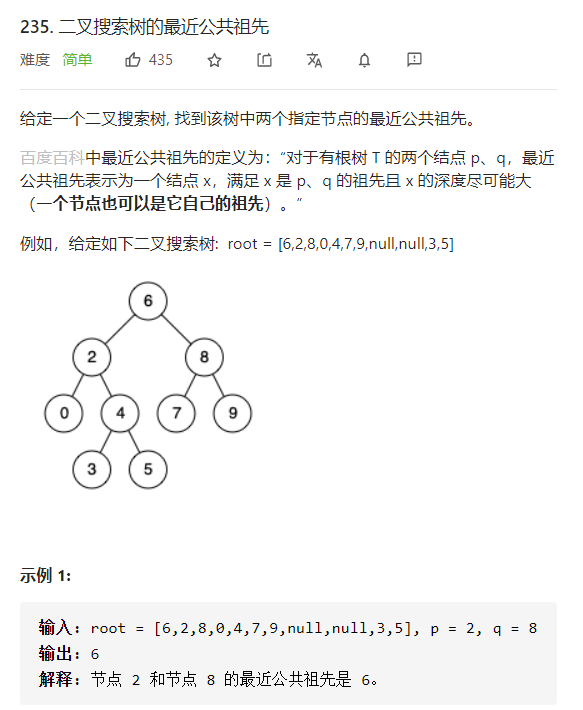 235. 二叉搜索树的最近公共祖先
难度 简单 435
给定一个二叉搜索树, 找到该树中两个指定节点的最近公共祖先。
百度百科中最近公共祖先的定义为：“对于有根树 T 的两个结点 p、q，最近
公共祖先表示为一个结点 x，满足 x 是 p、q 的祖先且 x 的深度尽可能大
（一个节点也可以是它自己的祖先）。”
例如，给定如下二叉搜索树: root = [6,2,8,0,4,7,9,null,null,3,5]
6
2 8
0 4 7 9
3 5
示例 1:
输入: root = [6,2,8,0,4,7,9,null,null,3,5], p = 2, q = 8
输出: 6
解释: 节点 2 和节点 8 的最近公共祖先是 6。